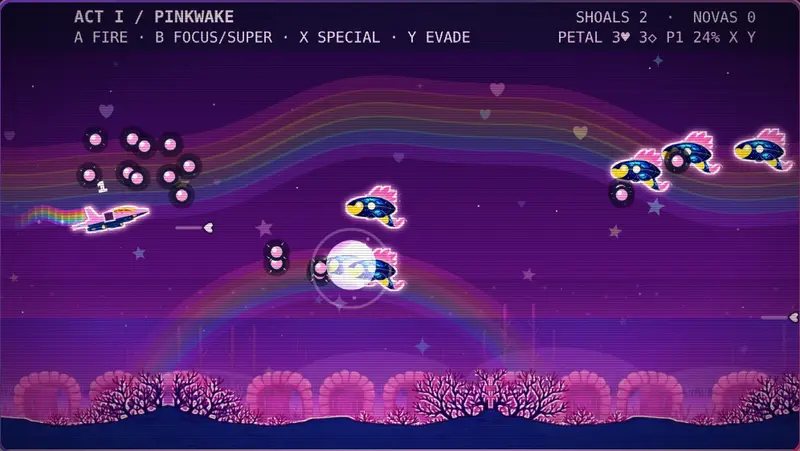 ACT I / PINKWAKE
SHOALS 2 · NOVAS 0
A FIRE · B FOCUS/SUPER · X SPECIAL · Y EVADE
PETAL 3♥ 3◇ P1 24% X Y
1